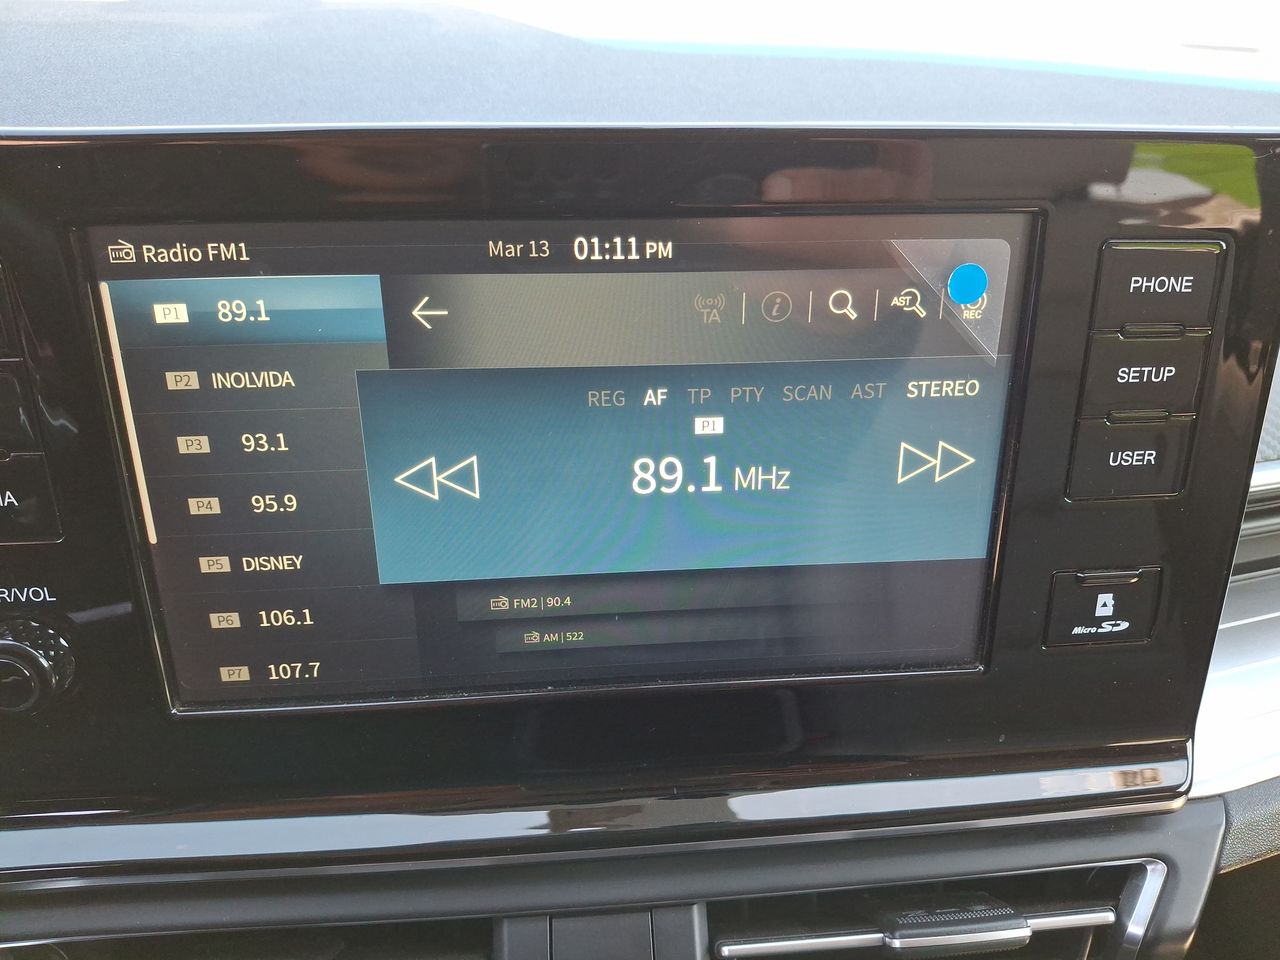 Radio FM1
Mar 13 01:11 PM
P1 89.1
P2 INOLVIDA
P3 93.1
P4 95.9
P5 DISNEY
P6 106.1
P7 107.7
TA
i
AST
REC
REG AF TP PTY SCAN AST STEREO
P1
89.1 MHz
FM2 | 90.4
AM | 522
PHONE
SETUP
USER
Micro SD
IA
R/VOL